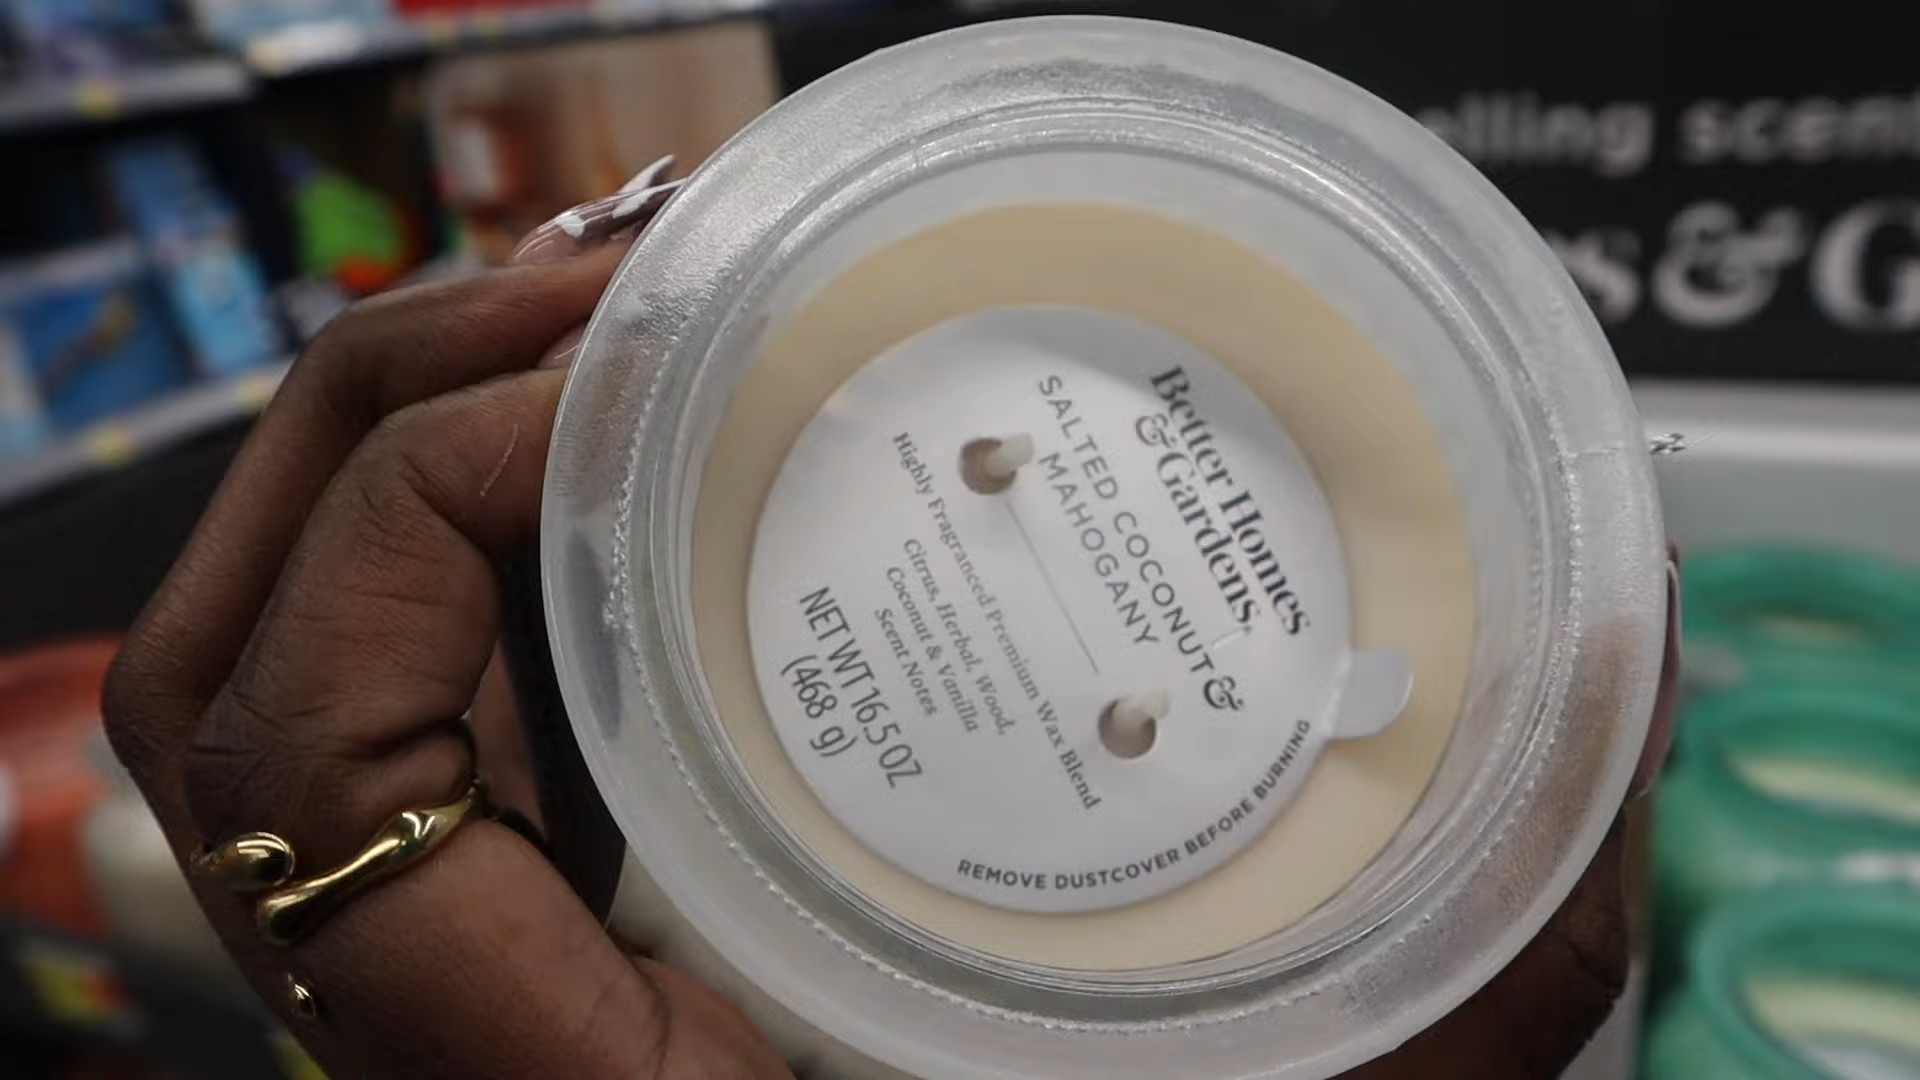 Better Homes
& Gardens®
SALTED COCONUT &
MAHOGANY
Highly Fragranced Premium Wax Blend
Citrus, Herbal, Wood,
Coconut & Vanilla
Scent Notes
NET WT 16.5 OZ
(468 g)
REMOVE DUSTCOVER BEFORE BURNING
elling scent
s & G